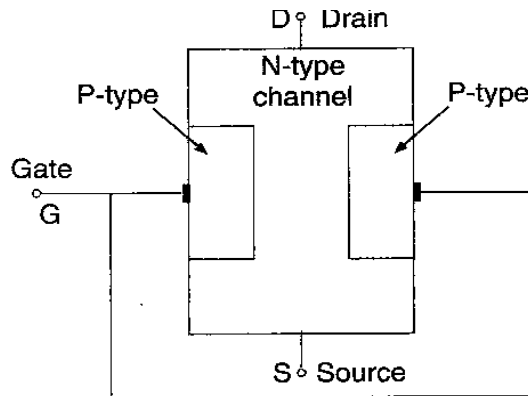 D Drain
N-type
channel
P-type
P-type
Gate
G
S Source